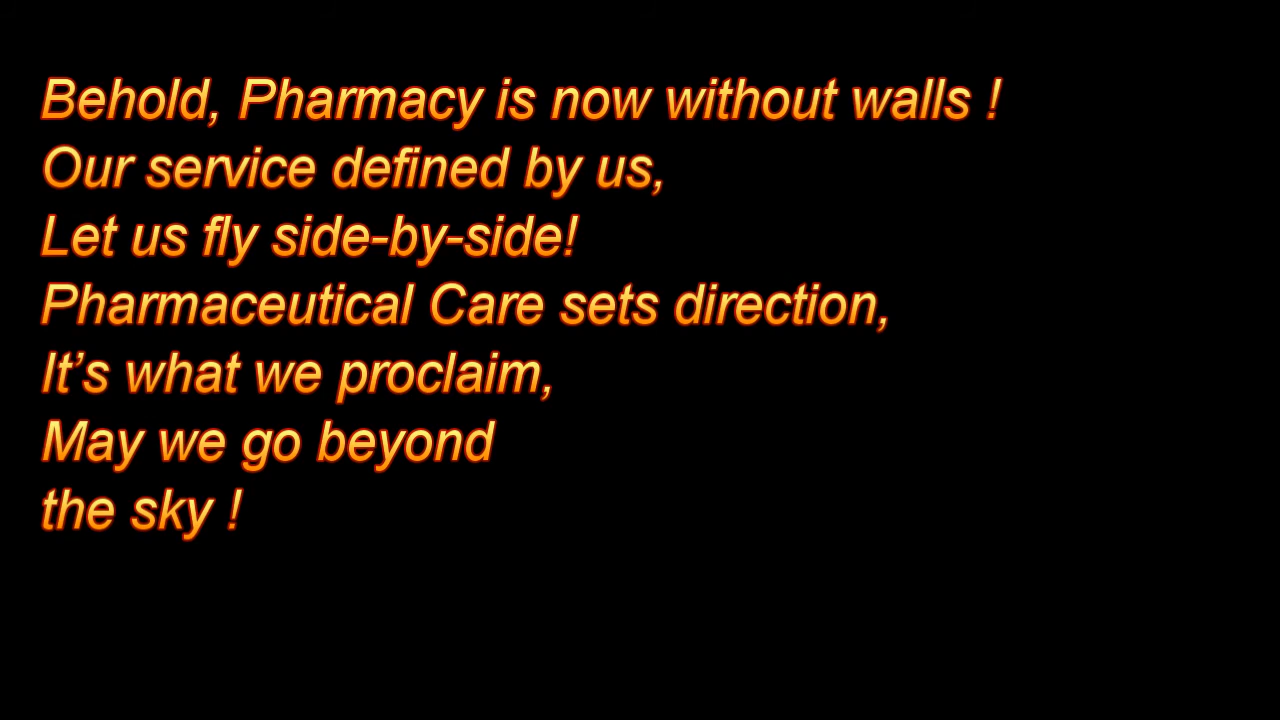 Behold, Pharmacy is now without walls !
Our service defined by us,
Let us fly side-by-side!
Pharmaceutical Care sets direction,
It’s what we proclaim,
May we go beyond
the sky !